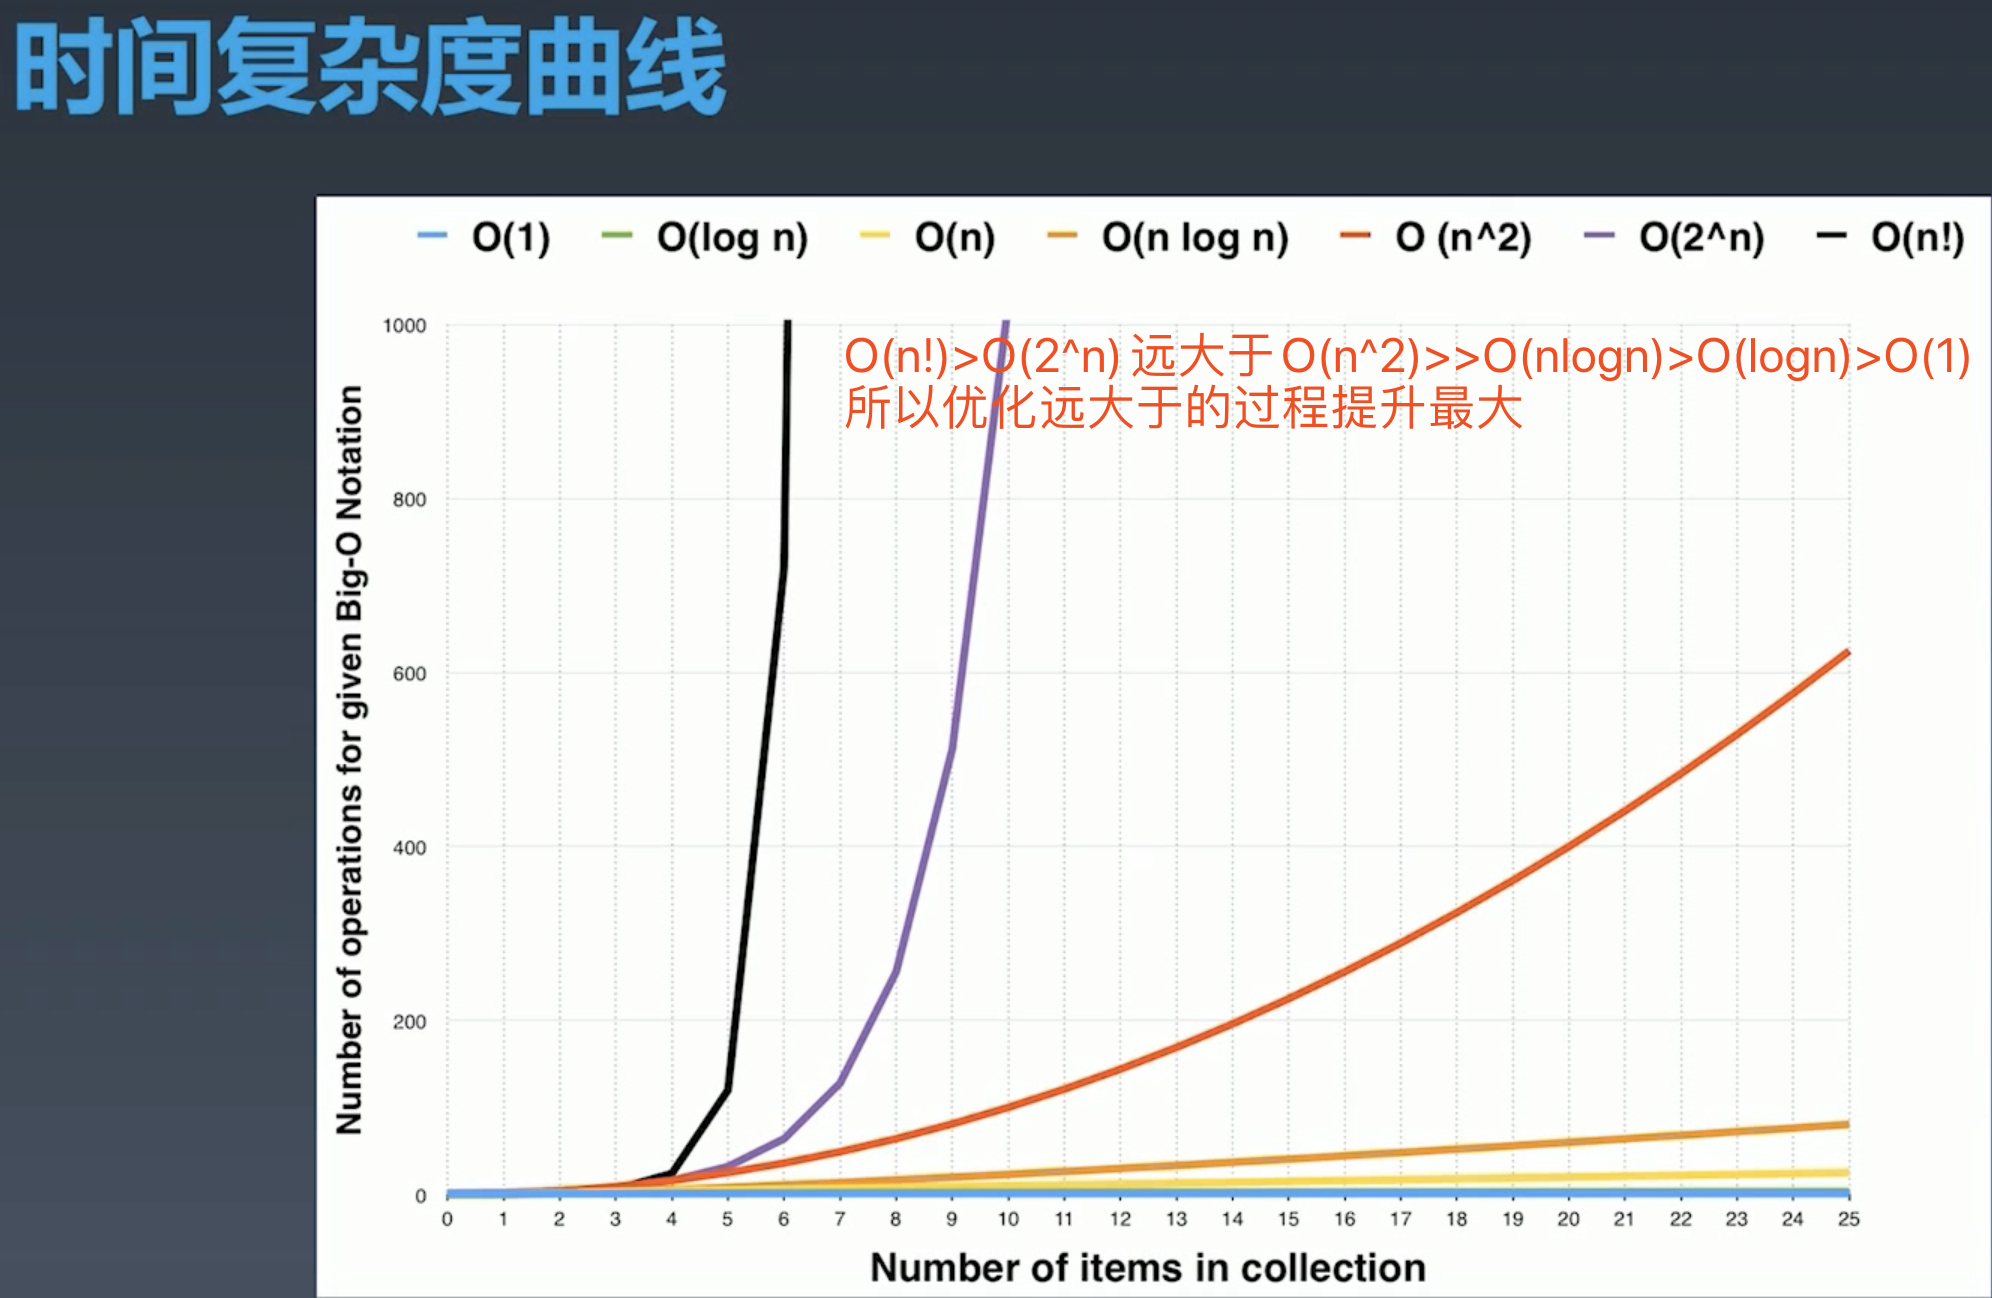 时间复杂度曲线
O(1) O(log n) O(n) O(n log n) O (n^2) O(2^n) O(n!)
O(n!)>O(2^n) 远大于O(n^2)>>O(nlogn)>O(logn)>O(1)
所以优化远大于的过程提升最大
Number of operations for given Big-O Notation
1000
800
600
400
200
0
0 1 2 3 4 5 6 7 8 9 10 11 12 13 14 15 16 17 18 19 20 21 22 23 24 25
Number of items in collection